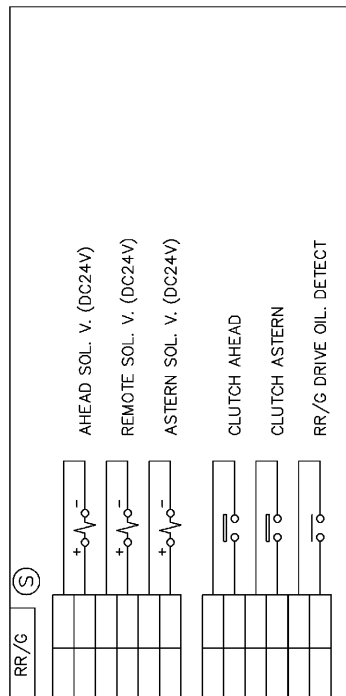 RR/G
S
AHEAD SOL. V. (DC24V)
+ -
REMOTE SOL. V. (DC24V)
+ -
ASTERN SOL. V. (DC24V)
+ -
CLUTCH AHEAD
CLUTCH ASTERN
RR/G DRIVE OIL. DETECT